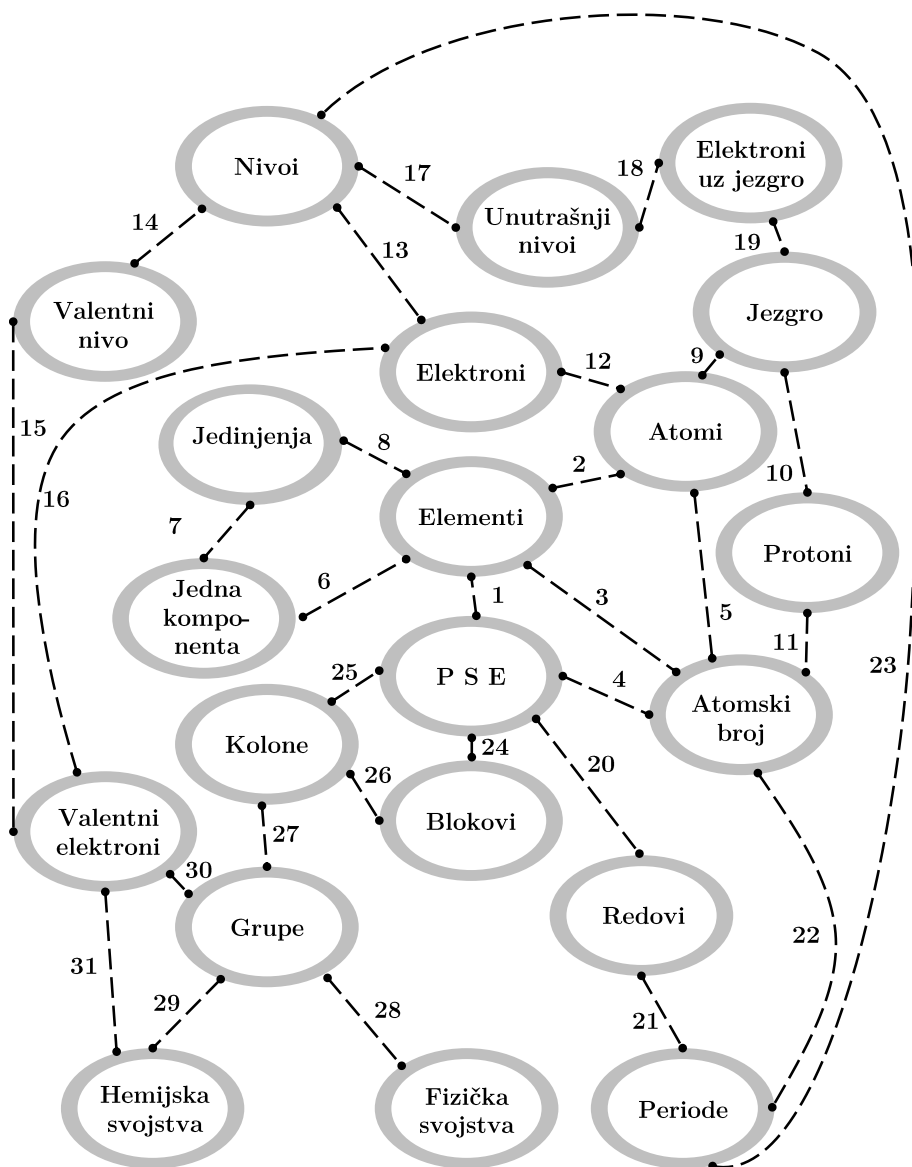 Nivoi
17
18
Elektroni
uz jezgro
Unutrašnji
nivoi
19
14
13
Valentni
nivo
Jezgro
Elektroni
12
9
Atomi
15
16
Jedinjenja
8
2
10
Elementi
7
Protoni
Jedna
kompo-
nenta
6
1
3
5
11
23
25
P S E
4
Atomski
broj
Kolone
24
20
26
Blokovi
Valentni
elektroni
27
30
Grupe
Redovi
22
31
29
28
21
Hemijska
svojstva
Fizička
svojstva
Periode